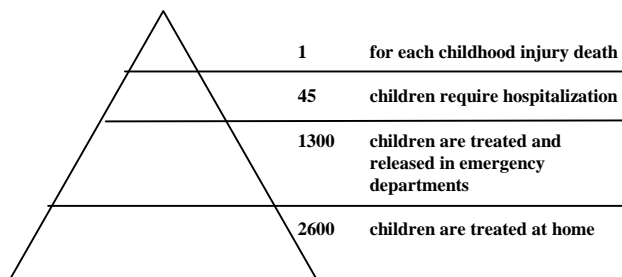 1 for each childhood injury death
45 children require hospitalization
1300 children are treated and
released in emergency
departments
2600 children are treated at home